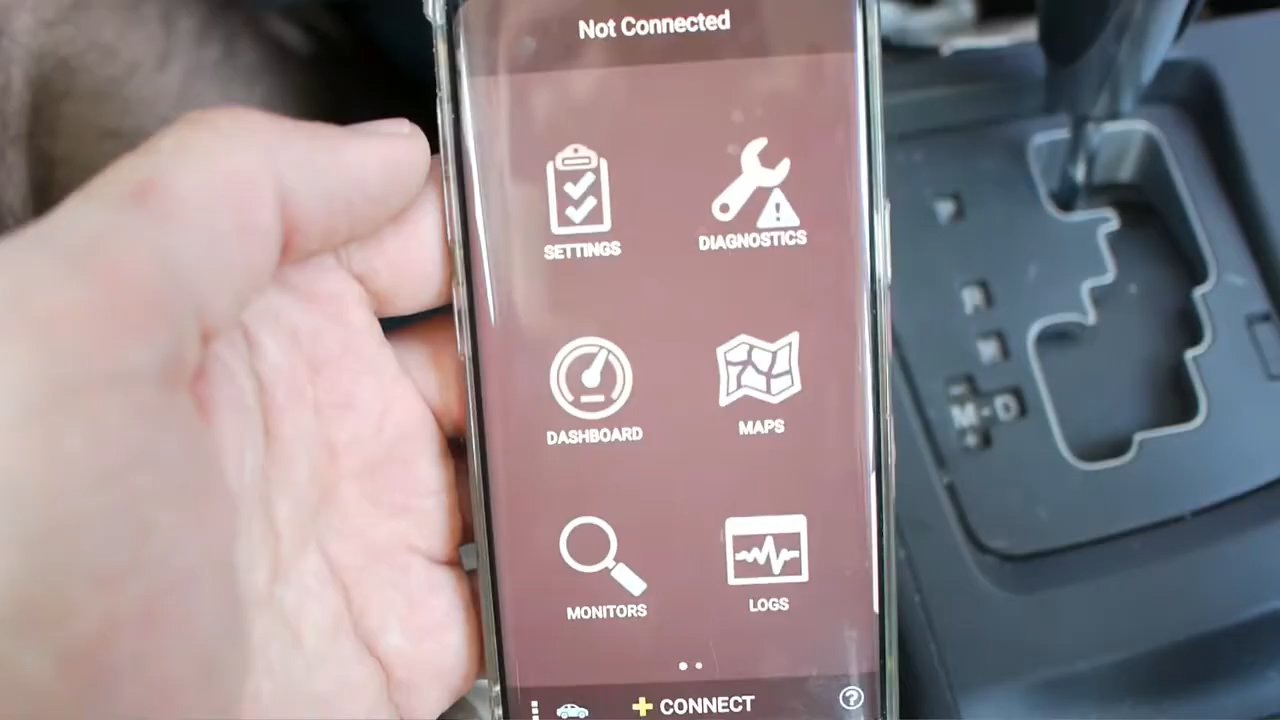 Not Connected
SETTINGS
DIAGNOSTICS
DASHBOARD
MAPS
MONITORS
LOGS
CONNECT
?
M-D